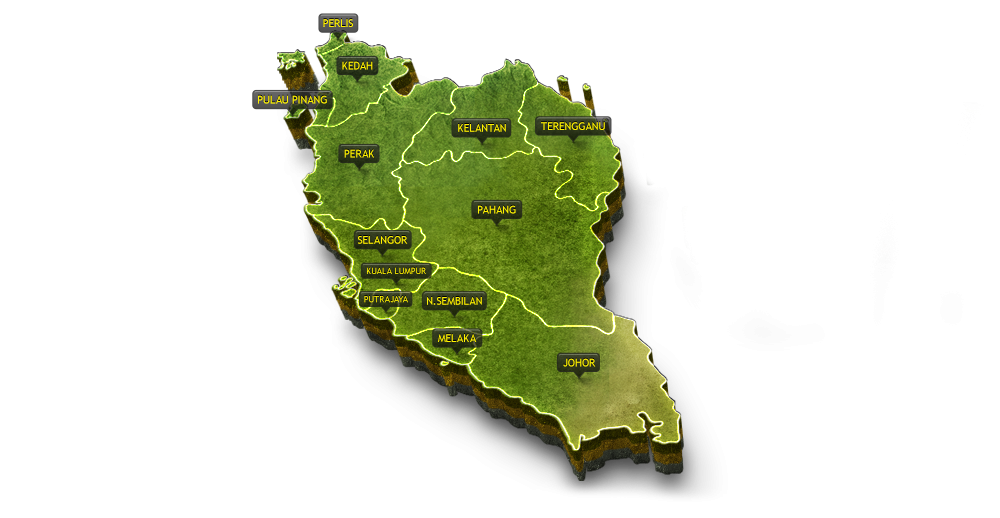 PERLIS
KEDAH
PULAU PINANG
KELANTAN
TERENGGANU
PERAK
PAHANG
SELANGOR
KUALA LUMPUR
PUTRAJAYA
N.SEMBILAN
MELAKA
JOHOR